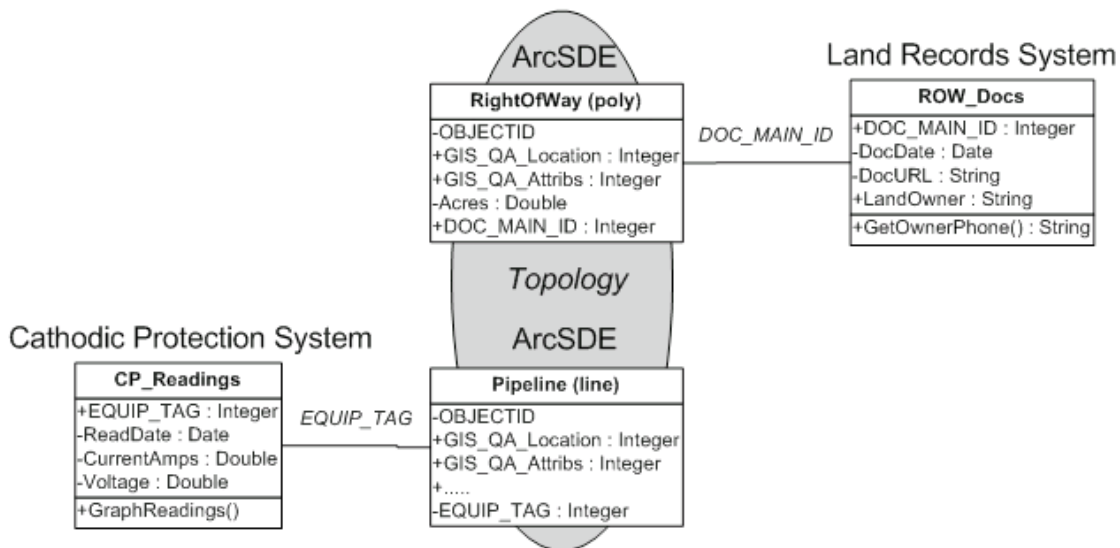 ArcSDE
RightOfWay (poly)
-OBJECTID
+GIS_QA_Location : Integer
+GIS_QA_Attribs : Integer
-Acres : Double
+DOC_MAIN_ID : Integer
DOC_MAIN_ID
Land Records System
ROW_Docs
+DOC_MAIN_ID : Integer
-DocDate : Date
-DocURL : String
+LandOwner : String
+GetOwnerPhone() : String
Topology
ArcSDE
Cathodic Protection System
CP_Readings
+EQUIP_TAG : Integer
-ReadDate : Date
-CurrentAmps : Double
-Voltage : Double
+GraphReadings()
EQUIP_TAG
Pipeline (line)
-OBJECTID
+GIS_QA_Location : Integer
+GIS_QA_Attribs : Integer
+.....
-EQUIP_TAG : Integer